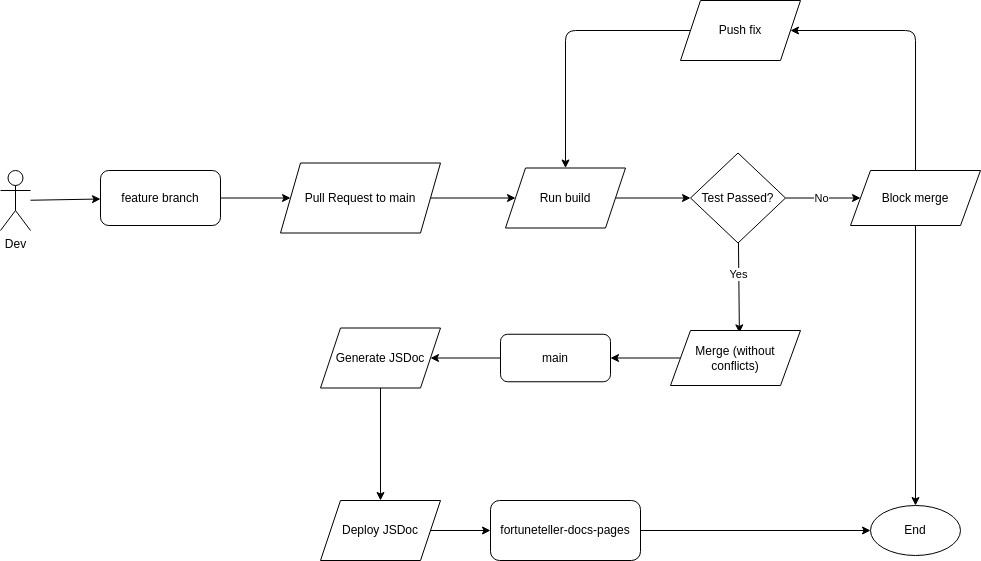 Push fix
Dev
feature branch
Pull Request to main
Run build
Test Passed?
No
Block merge
Yes
Generate JSDoc
main
Merge (without
conflicts)
Deploy JSDoc
fortuneteller-docs-pages
End